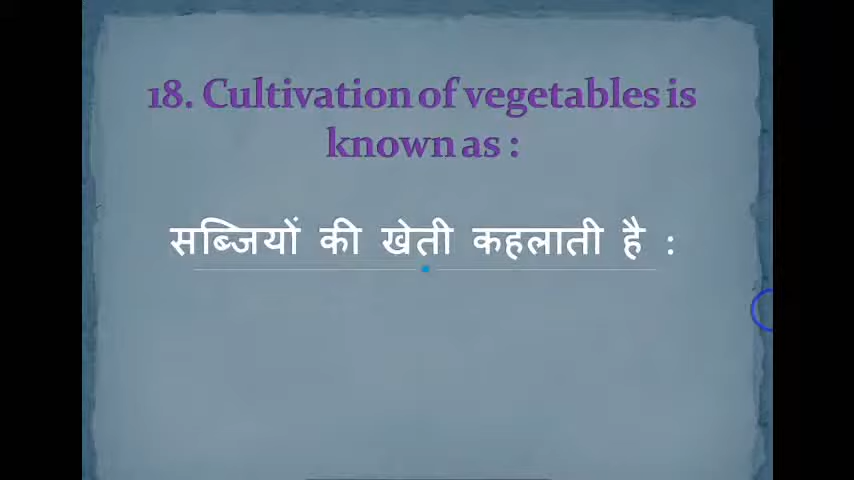 18. Cultivation of vegetables is
known as :
सब्जियों की खेती कहलाती है :